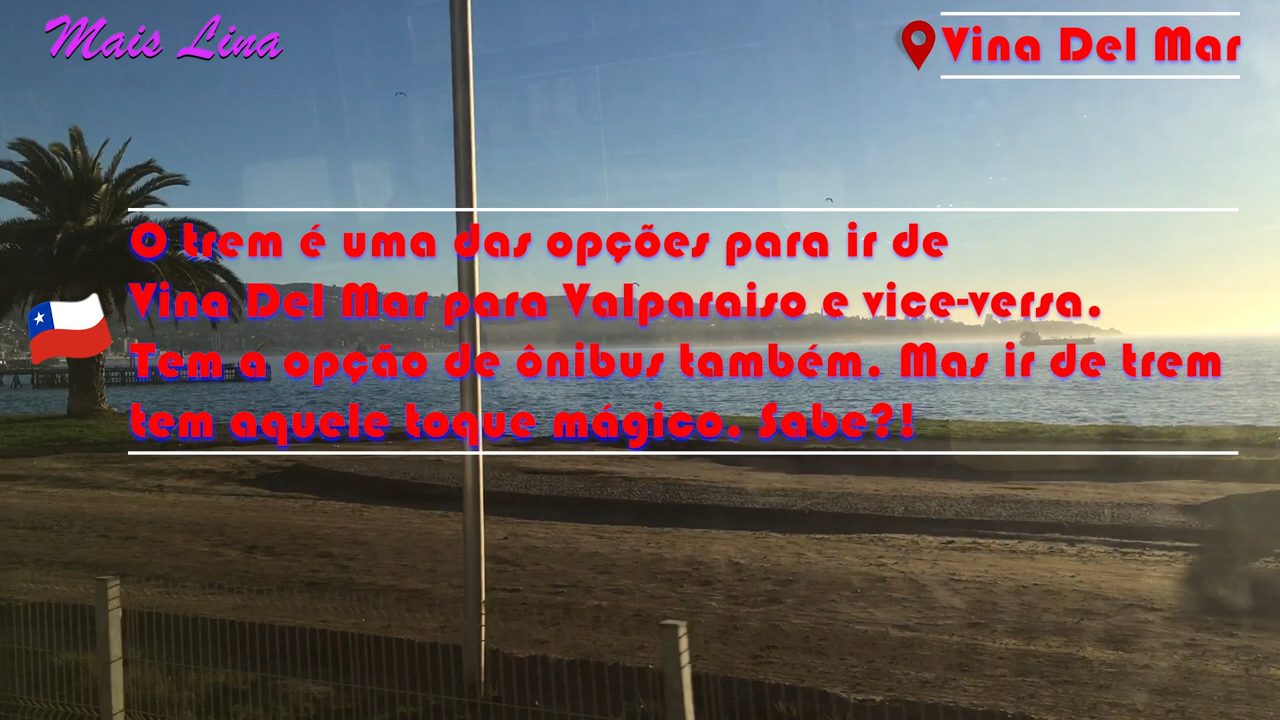 Mais Lina
Vina Del Mar
O trem é uma das opções para ir de
Vina Del Mar para Valparaiso e vice-versa.
Tem a opção de ônibus também. Mas ir de trem
tem aquele toque mágico. Sabe?!